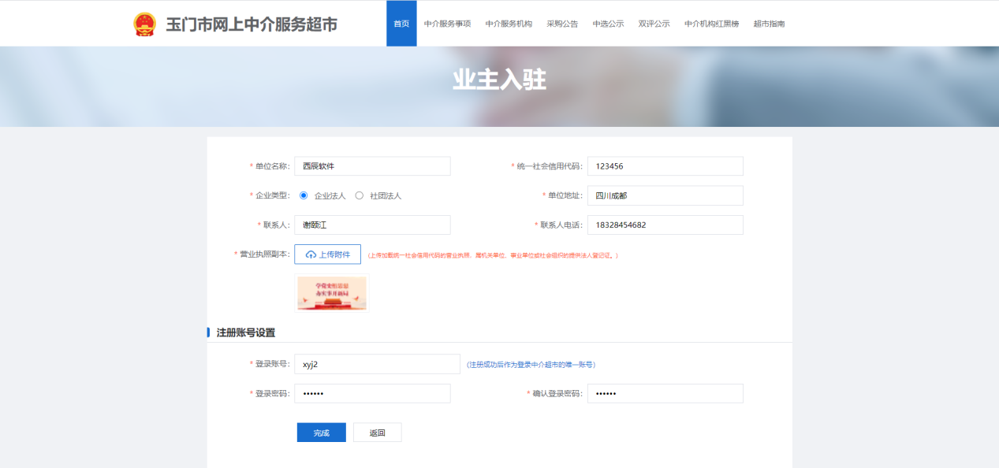 玉门市网上中介服务超市
首页 中介服务事项 中介服务机构 采购公告 中选公示 双评公示 中介机构红黑榜 超市指南
业主入驻
* 单位名称: 西辰软件 * 统一社会信用代码: 123456
* 企业类型: 企业法人 社团法人 * 单位地址: 四川成都
* 联系人: 谢颐江 * 联系人电话: 18328454682
* 营业执照副本: 上传附件 (上传加载统一社会信用代码的营业执照、属机关单位、事业单位或社会组织的提供法人登记证。)
学党史悟思想
办实事开新局
注册账号设置
* 登录账号: xyj2 (注册成功后作为登录中介超市的唯一账号)
* 登录密码: •••••• * 确认登录密码: ••••••
完成 返回